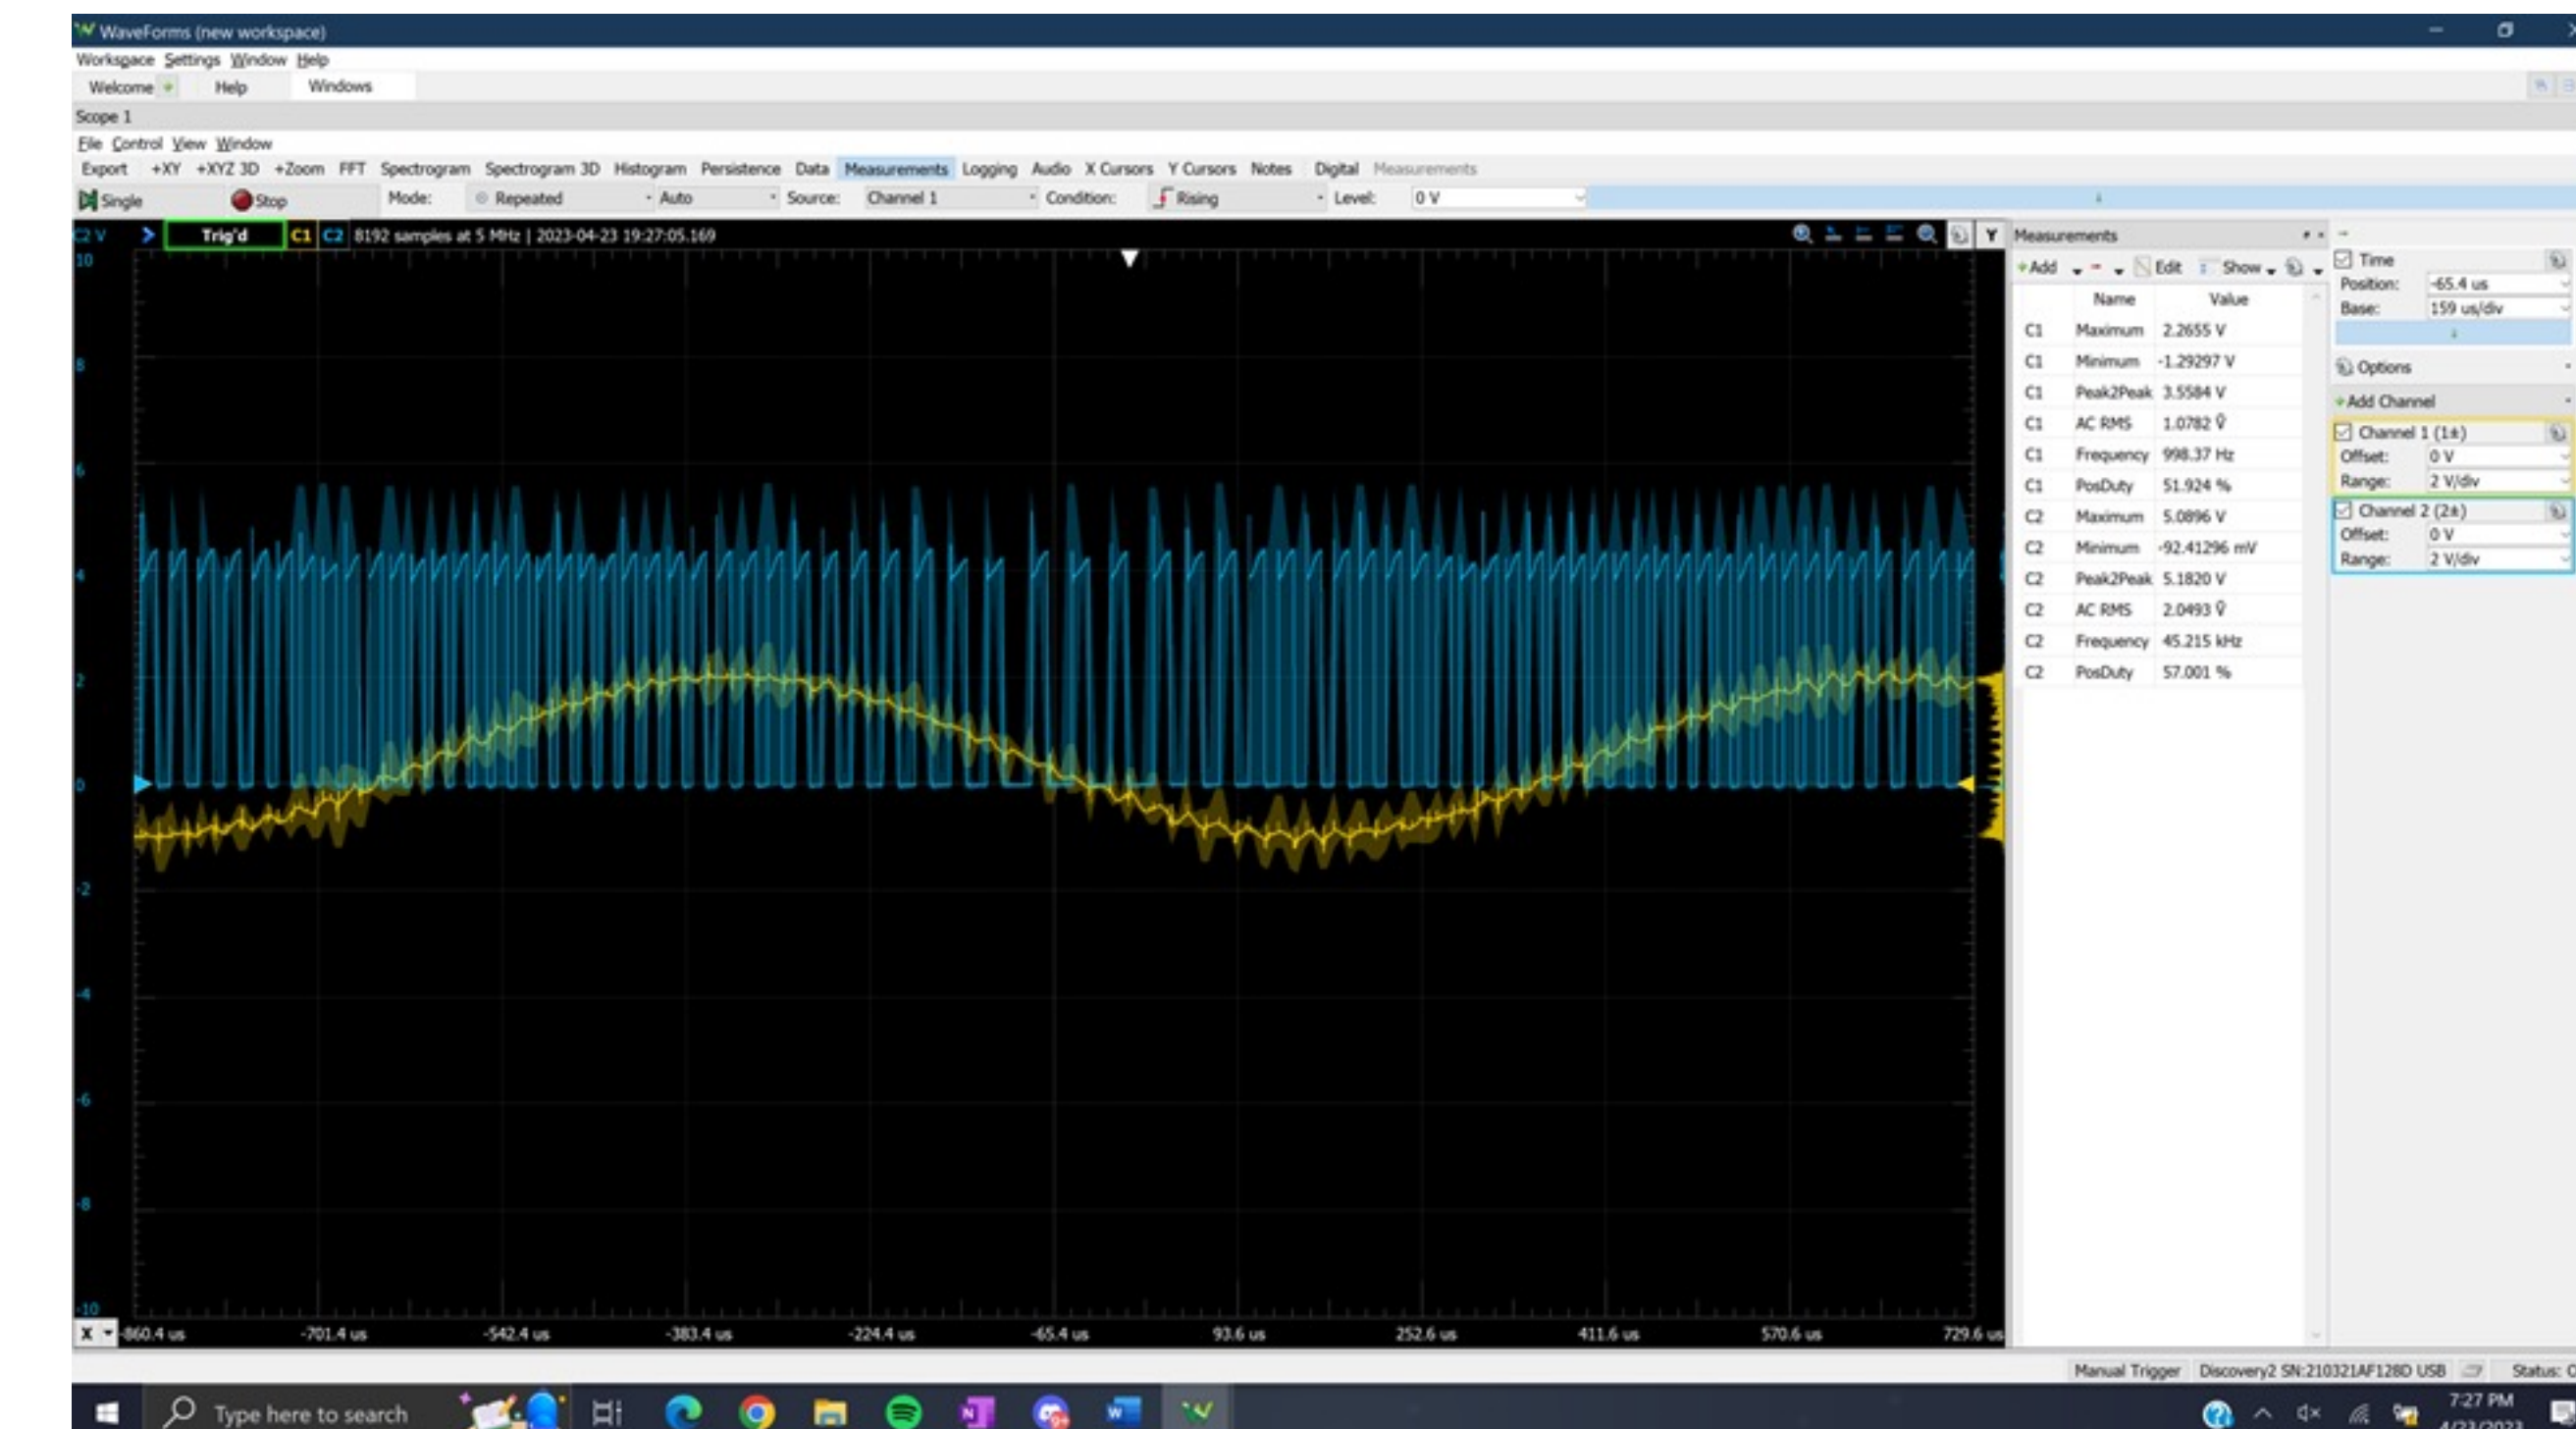 WaveForms (new workspace)
Workspace Settings Window Help
Welcome Help Windows
Scope 1
File Control View Window
Export +XY +XYZ 3D +Zoom FFT Spectrogram Spectrogram 3D Histogram Persistence Data Measurements Logging Audio X Cursors Y Cursors Notes Digital Measurements
Single Stop Mode: Repeated Auto Source: Channel 1 Condition: Rising Level: 0 V
C2 V Trig'd C1 C2 8192 samples at 5 MHz | 2023-04-23 19:27:05.169 Y
10
8
6
4
2
0
-2
-4
-6
-8
-10
X -860.4 us -701.4 us -542.4 us -383.4 us -224.4 us -65.4 us 93.6 us 252.6 us 411.6 us 570.6 us 729.6 us
Measurements
+Add Edit Show
Name Value
C1 Maximum 2.2655 V
C1 Minimum -1.29297 V
C1 Peak2Peak 3.5584 V
C1 AC RMS 1.0782 V̂
C1 Frequency 998.37 Hz
C1 PosDuty 51.924 %
C2 Maximum 5.0896 V
C2 Minimum -92.41296 mV
C2 Peak2Peak 5.1820 V
C2 AC RMS 2.0493 V̂
C2 Frequency 45.215 kHz
C2 PosDuty 57.001 %
Time
Position: -65.4 us
Base: 159 us/div
Options
+Add Channel
Channel 1 (1±)
Offset: 0 V
Range: 2 V/div
Channel 2 (2±)
Offset: 0 V
Range: 2 V/div
Manual Trigger Discovery2 SN:210321AF128D USB Status:
Type here to search
7:27 PM
4/23/2023